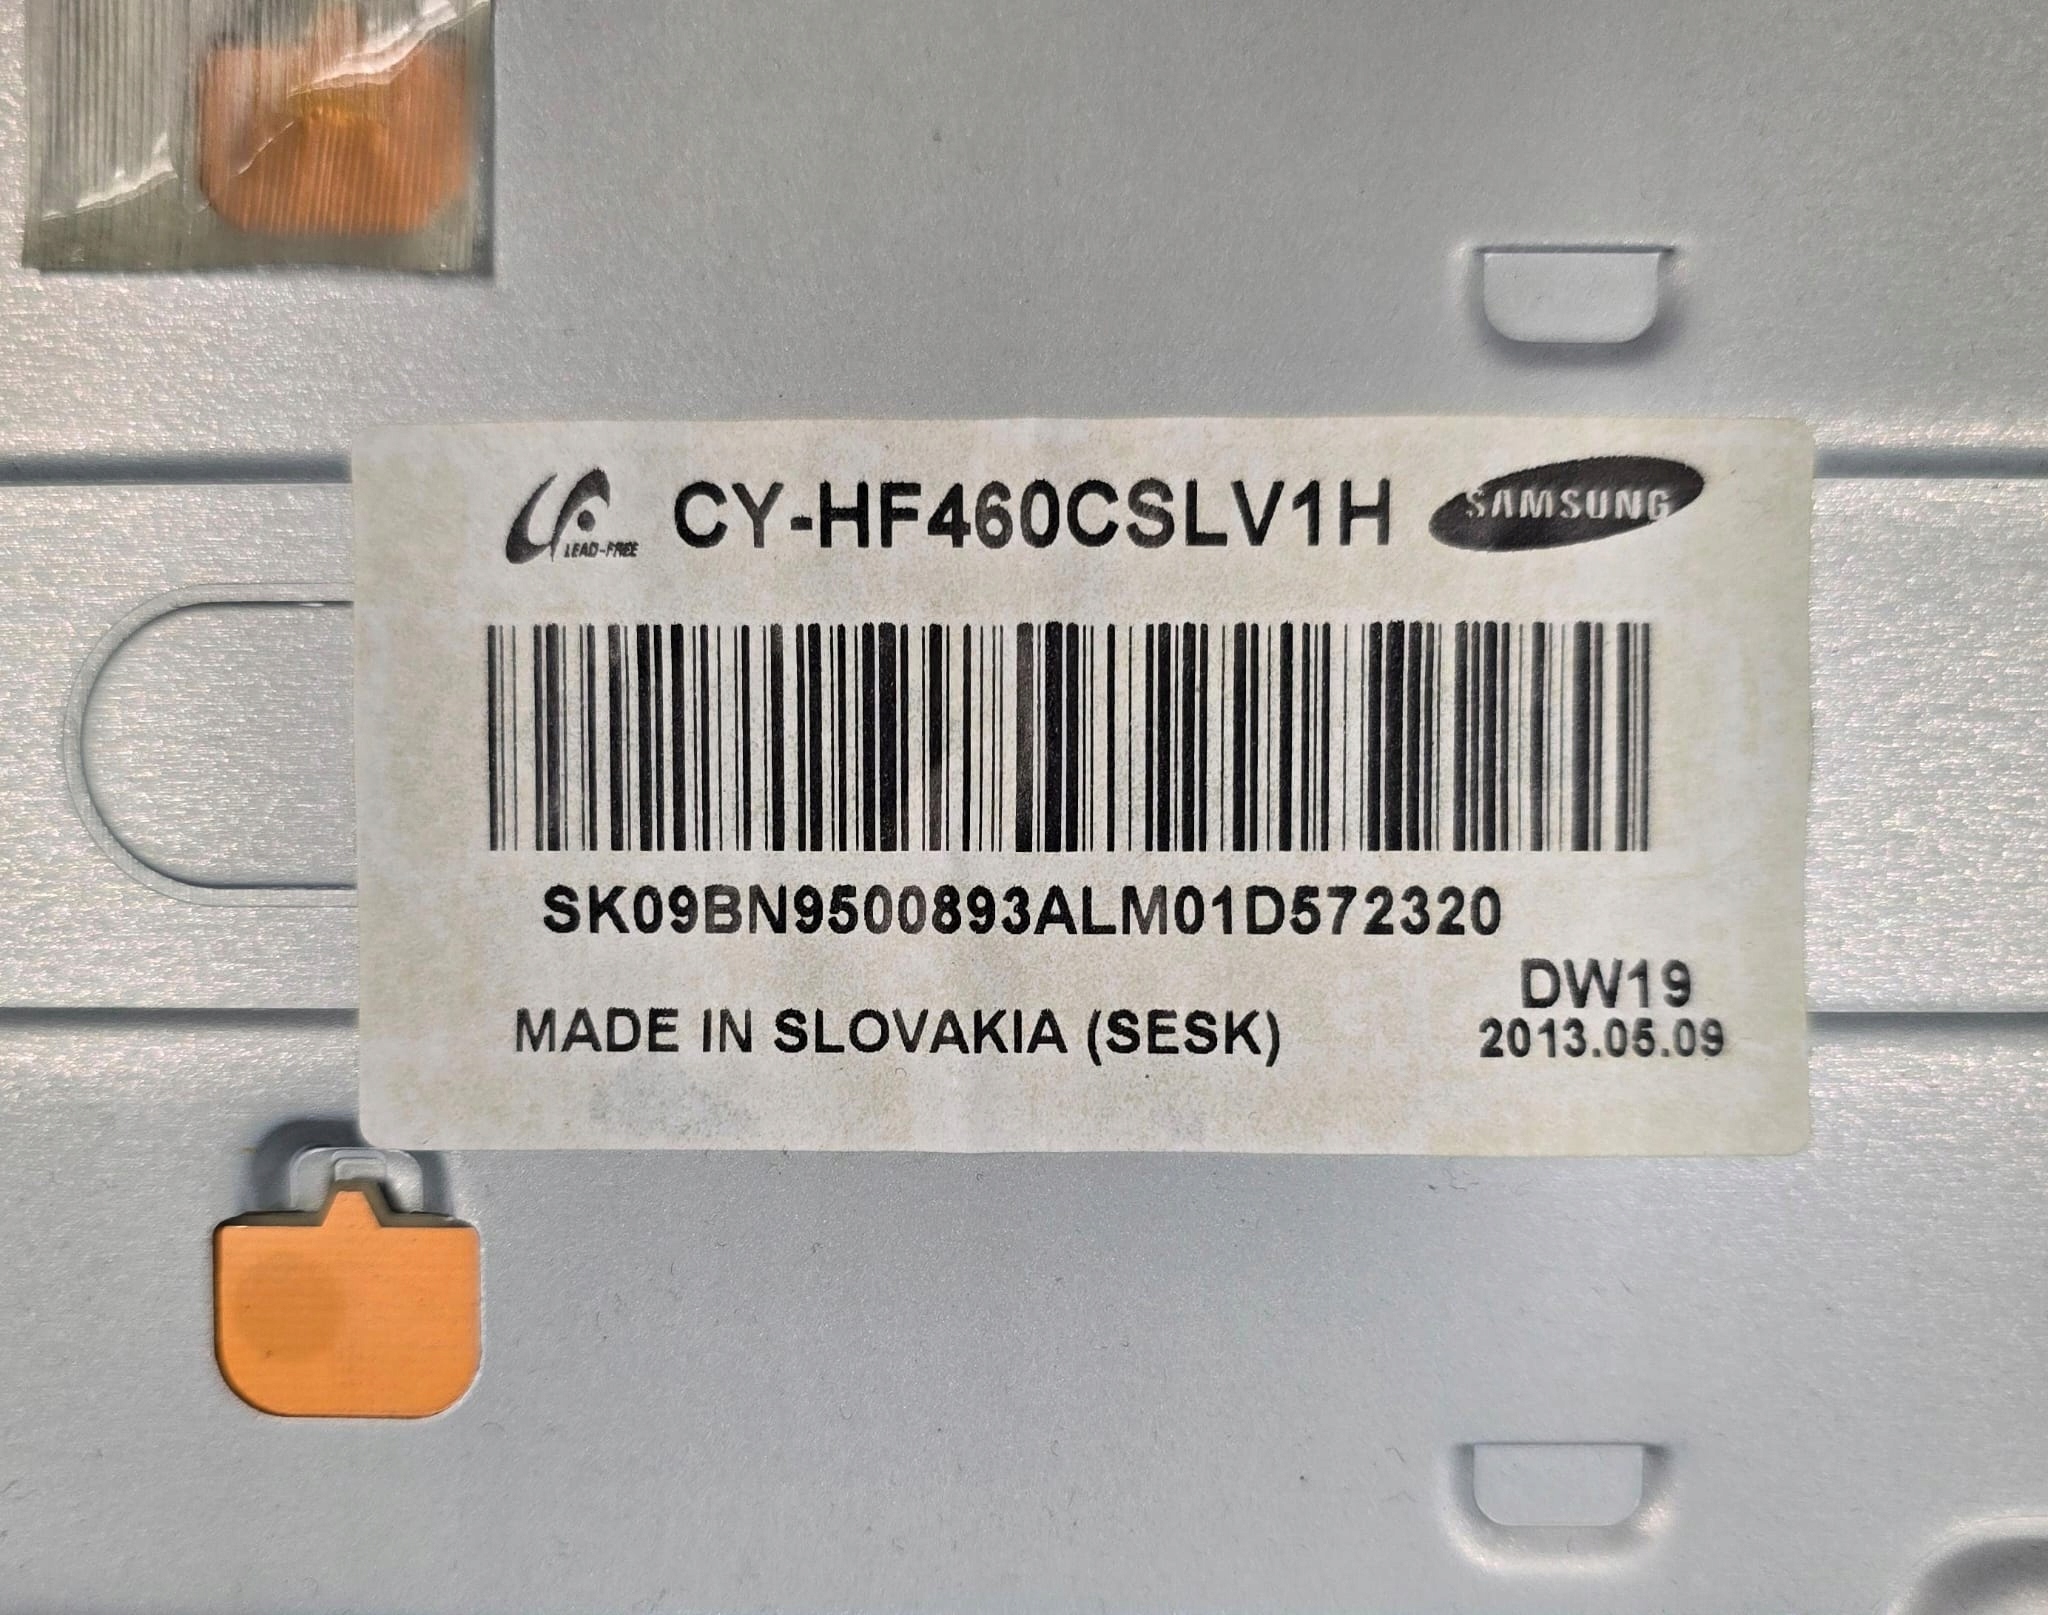 LEAD-FREE CY-HF460CSLV1H SAMSUNG
SK09BN9500893ALM01D572320
DW19
MADE IN SLOVAKIA (SESK) 2013.05.09